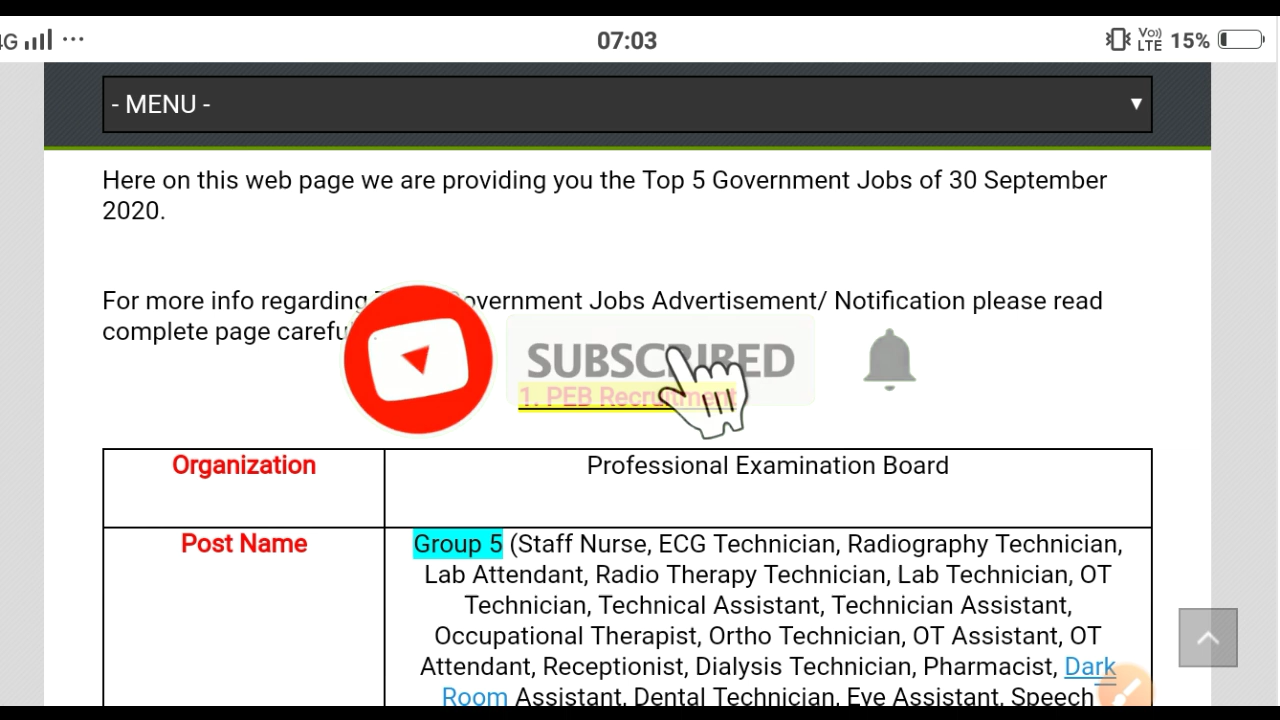 4G ... 07:03 Vo)) LTE 15%
- MENU -
Here on this web page we are providing you the Top 5 Government Jobs of 30 September
2020.
For more info regarding Government Jobs Advertisement/ Notification please read
complete page
SUBSCRIBED
1. PEB Recruitment
Organization Professional Examination Board
Post Name Group 5 (Staff Nurse, ECG Technician, Radiography Technician,
Lab Attendant, Radio Therapy Technician, Lab Technician, OT
Technician, Technical Assistant, Technician Assistant,
Occupational Therapist, Ortho Technician, OT Assistant, OT
Attendant, Receptionist, Dialysis Technician, Pharmacist, Dark
Room Assistant, Dental Technician, Eye Assistant, Speech